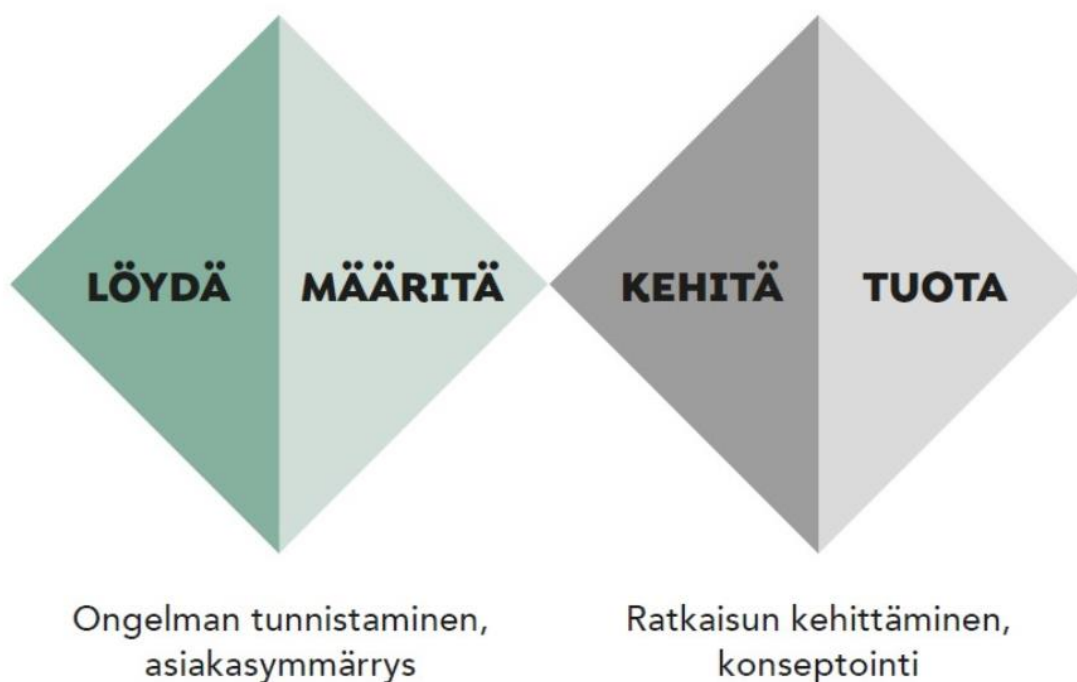 LÖYDÄ MÄÄRITÄ KEHITÄ TUOTA
Ongelman tunnistaminen,
asiakasymmärrys
Ratkaisun kehittäminen,
konseptointi